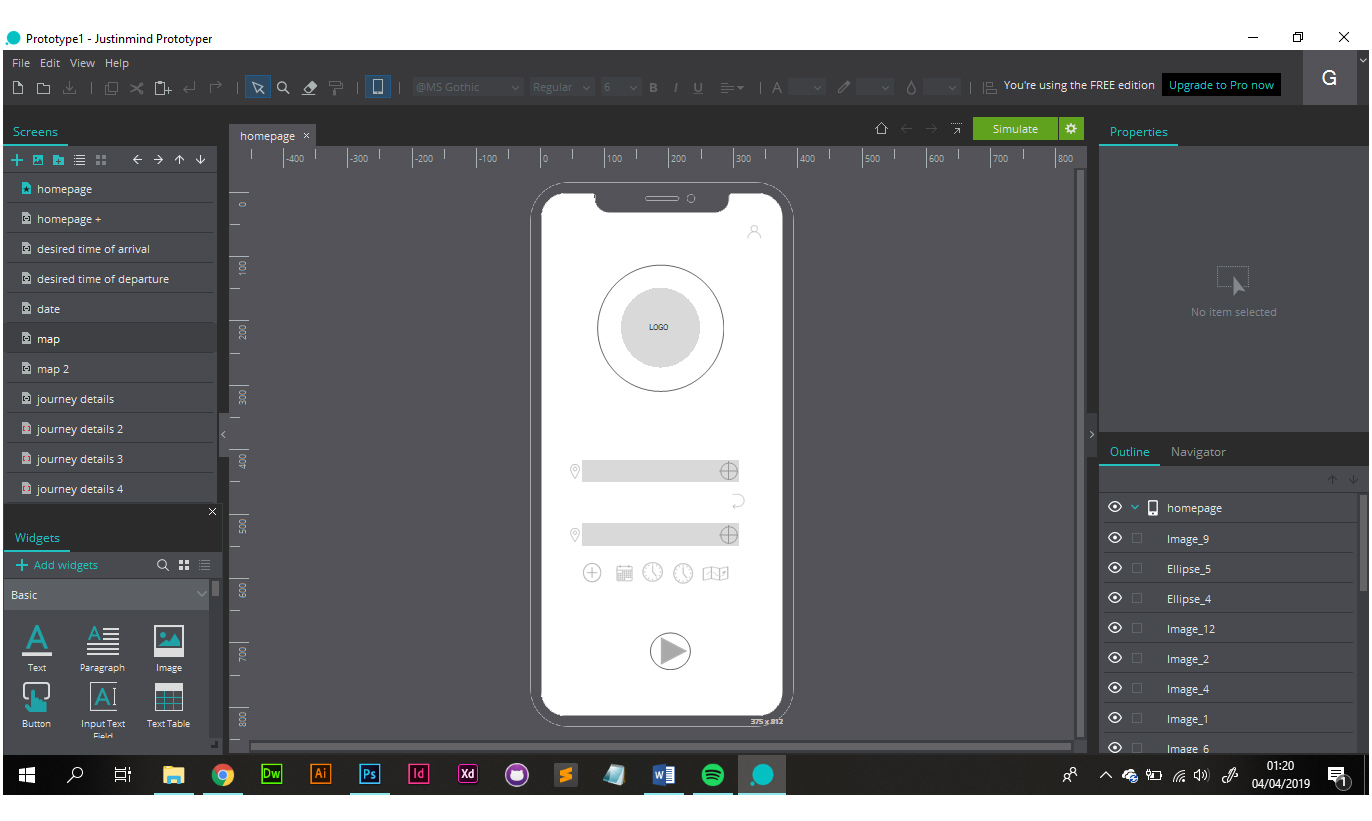 Prototype1 - Justinmind Prototyper
File Edit View Help
@MS Gothic Regular 6 B I U A
You're using the FREE edition Upgrade to Pro now G
Screens
homepage ×
Simulate
Properties
-400 -300 -200 -100 0 100 200 300 400 500 600 700 800
homepage
homepage +
desired time of arrival
desired time of departure
date
map
map 2
journey details
journey details 2
journey details 3
journey details 4
0
100
200
300
400
500
600
700
800
LOGO
375 x 812
No item selected
Outline Navigator
homepage
Image_9
Ellipse_5
Ellipse_4
Image_12
Image_2
Image_4
Image_1
Image_6
Widgets
Add widgets
Basic
A A A
Text Paragraph Image
Button Input Text Field Text Table
Dw Ai Ps Id Xd W
01:20
04/04/2019
1